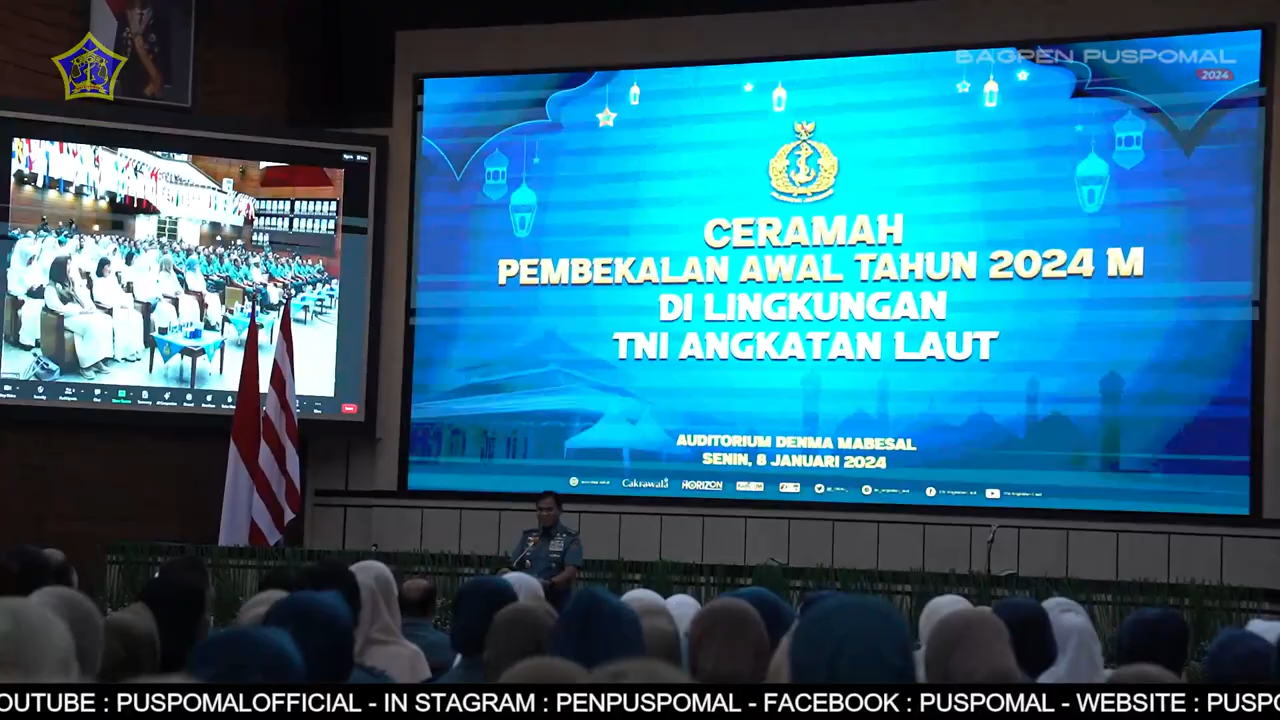 BAGPEN PUSPOMAL
2024
CERAMAH
PEMBEKALAN AWAL TAHUN 2024 M
DI LINGKUNGAN
TNI ANGKATAN LAUT
AUDITORIUM DENMA MABESAL
SENIN, 8 JANUARI 2024
Cakrawala HORIZON
OUTUBE : PUSPOMALOFFICIAL - IN STAGRAM : PENPUSPOMAL - FACEBOOK : PUSPOMAL - WEBSITE : PUSPO